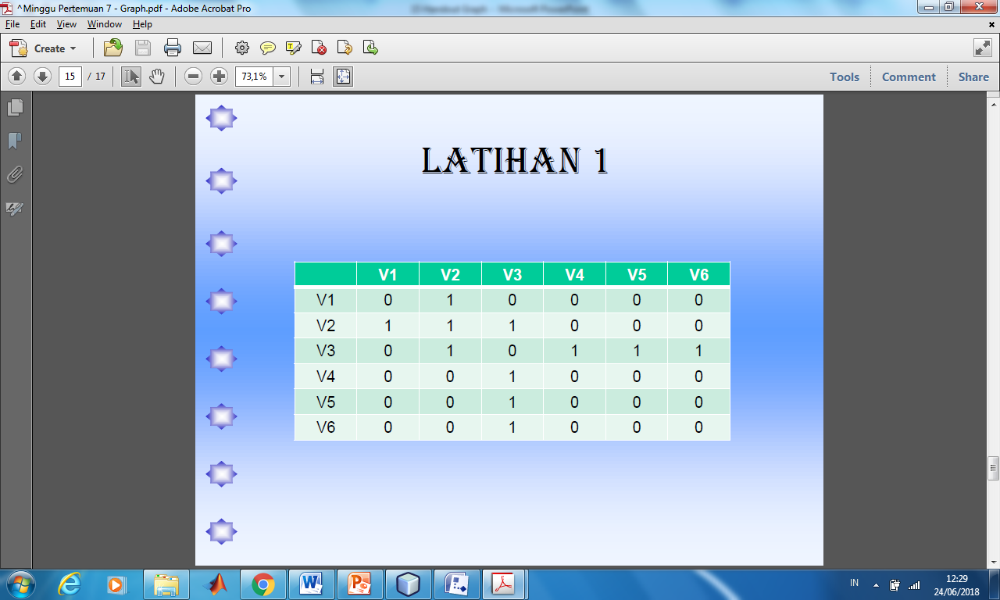 ^Minggu Pertemuan 7 - Graph.pdf - Adobe Acrobat Pro
File Edit View Window Help
Create
15 / 17 73,1% Tools Comment Share
LATIHAN 1
V1 V2 V3 V4 V5 V6
V1 0 1 0 0 0 0
V2 1 1 1 0 0 0
V3 0 1 0 1 1 1
V4 0 0 1 0 0 0
V5 0 0 1 0 0 0
V6 0 0 1 0 0 0
IN 12:29
24/06/2018